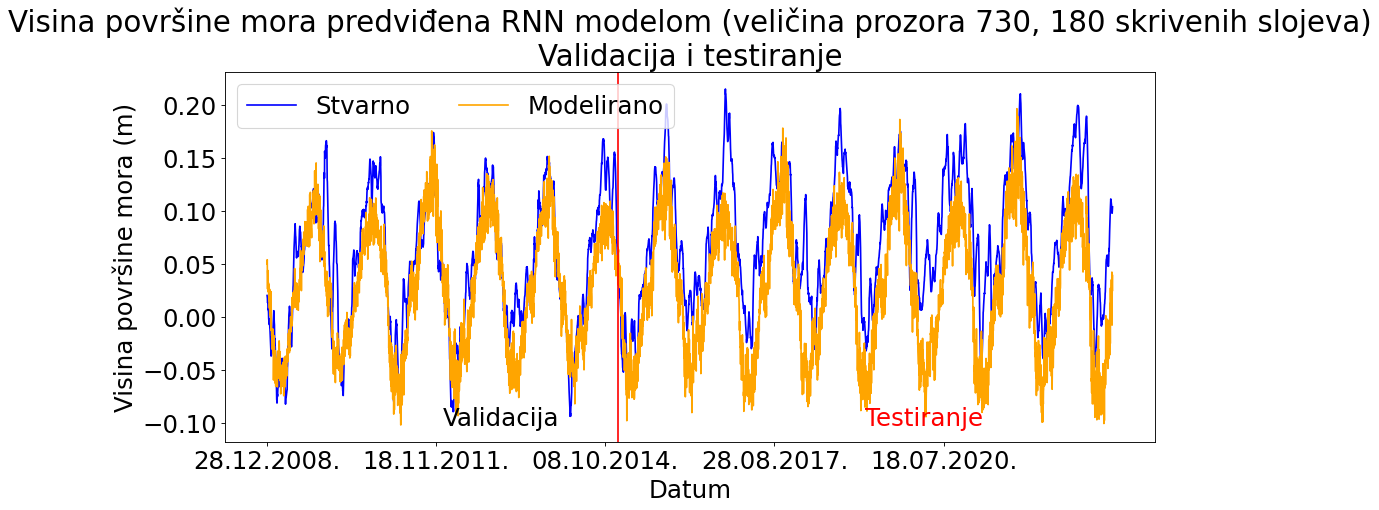 Visina površine mora predviđena RNN modelom (veličina prozora 730, 180 skrivenih slojeva)
Validacija i testiranje
Stvarno
Modelirano
Visina površine mora (m)
0.20
0.15
0.10
0.05
0.00
−0.05
−0.10
Validacija
Testiranje
28.12.2008.
18.11.2011.
08.10.2014.
28.08.2017.
18.07.2020.
Datum